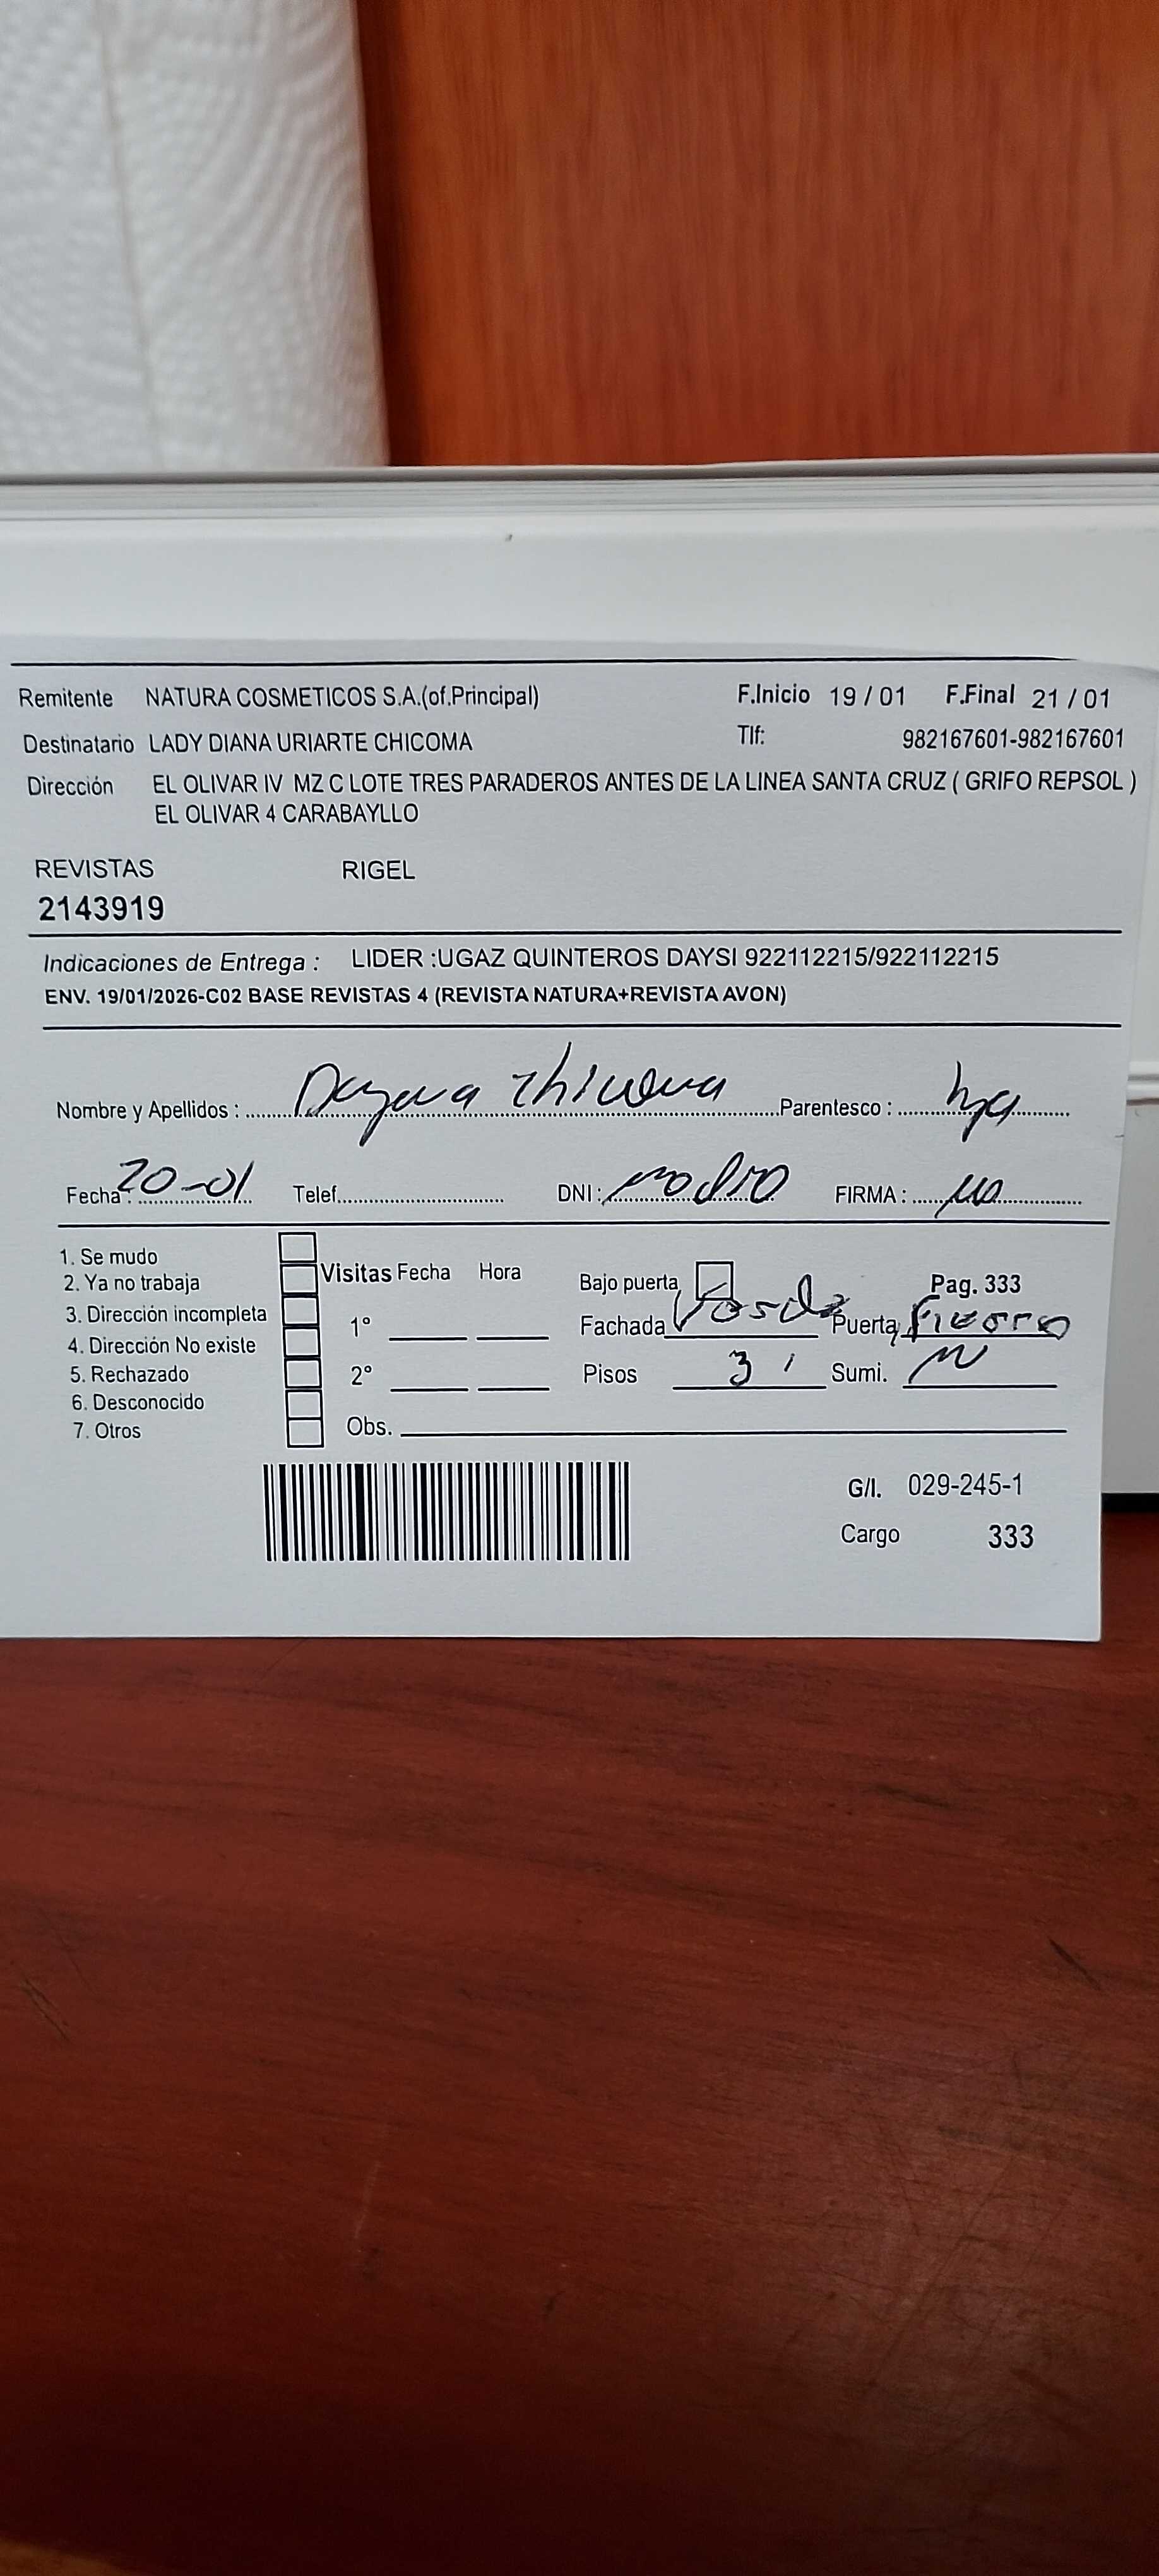 Remitente NATURA COSMETICOS S.A.(of.Principal) F.Inicio 19 / 01 F.Final 21 / 01
Destinatario LADY DIANA URIARTE CHICOMA Tlf: 982167601-982167601
Dirección EL OLIVAR IV MZ C LOTE TRES PARADEROS ANTES DE LA LINEA SANTA CRUZ ( GRIFO REPSOL )
EL OLIVAR 4 CARABAYLLO
REVISTAS RIGEL
2143919
Indicaciones de Entrega : LIDER :UGAZ QUINTEROS DAYSI 922112215/922112215
ENV. 19/01/2026-C02 BASE REVISTAS 4 (REVISTA NATURA+REVISTA AVON)
Nombre y Apellidos : Parentesco : hja
Fecha : 20-01 Telef. DNI : no dio FIRMA :
1. Se mudo
2. Ya no trabaja Visitas Fecha Hora Bajo puerta Pag. 333
3. Dirección incompleta 1° Fachada Puerta fierro
4. Dirección No existe
5. Rechazado 2° Pisos 3 Sumi.
6. Desconocido
7. Otros Obs.
G/l. 029-245-1
Cargo 333